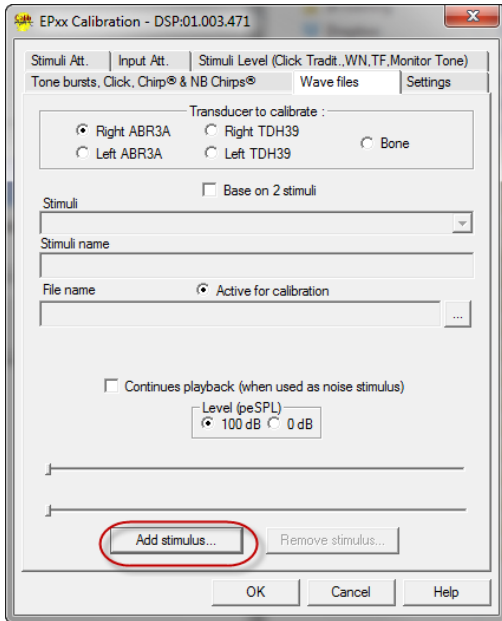 EPxx Calibration - DSP:01.003.471
Stimuli Att. Input Att. Stimuli Level (Click Tradit.,WN,TF,Monitor Tone)
Tone bursts, Click, Chirp® & NB Chirps® Wave files Settings
Transducer to calibrate :
Right ABR3A Right TDH39
Bone
Left ABR3A Left TDH39
Base on 2 stimuli
Stimuli
Stimuli name
File name Active for calibration
...
Continues playback (when used as noise stimulus)
Level (peSPL)
100 dB 0 dB
Add stimulus... Remove stimulus...
OK Cancel Help